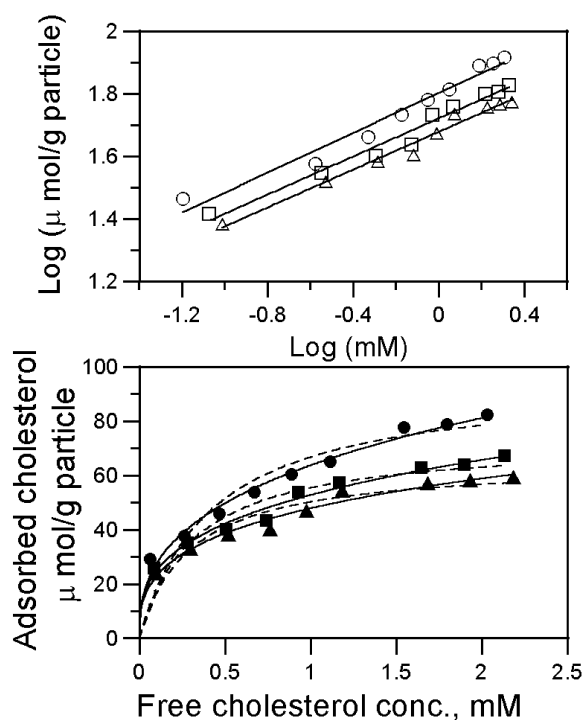 Log (μ mol/g particle)
2
1.8
1.6
1.4
1.2
-1.2 -0.8 -0.4 0 0.4
Log (mM)
Adsorbed cholesterol
μ mol/g particle
100
80
60
40
20
0
0 0.5 1 1.5 2 2.5
Free cholesterol conc., mM